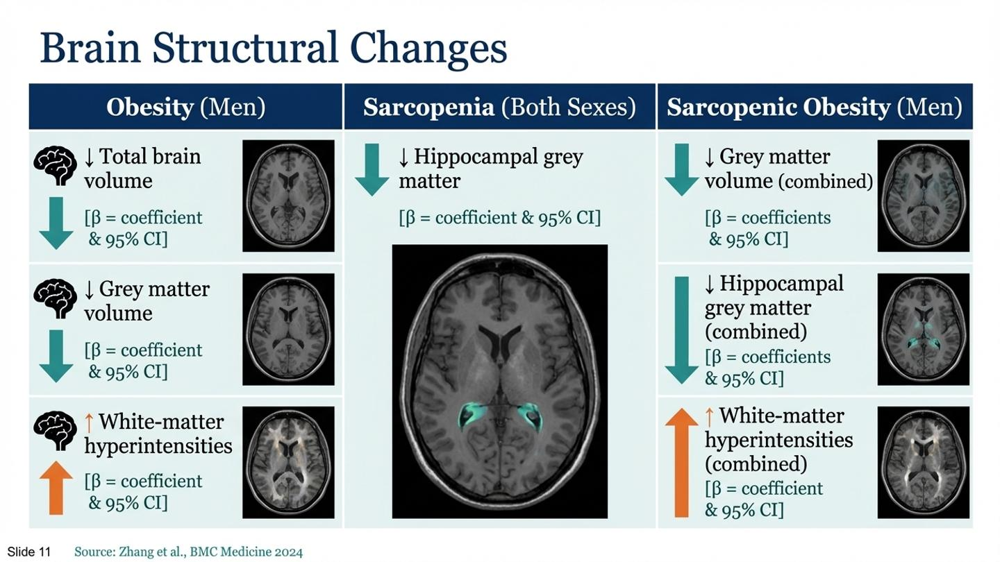 Brain Structural Changes
Obesity (Men)
↓ Total brain
volume
[β = coefficient
& 95% CI]
↓ Grey matter
volume
[β = coefficient
& 95% CI]
↑ White-matter
hyperintensities
[β = coefficient
& 95% CI]
Sarcopenia (Both Sexes)
↓ Hippocampal grey
matter
[β = coefficient & 95% CI]
Sarcopenic Obesity (Men)
↓ Grey matter
volume (combined)
[β = coefficients
& 95% CI]
↓ Hippocampal
grey matter
(combined)
[β = coefficients
& 95% CI]
↑ White-matter
hyperintensities
(combined)
[β = coefficient
& 95% CI]
Slide 11
Source: Zhang et al., BMC Medicine 2024